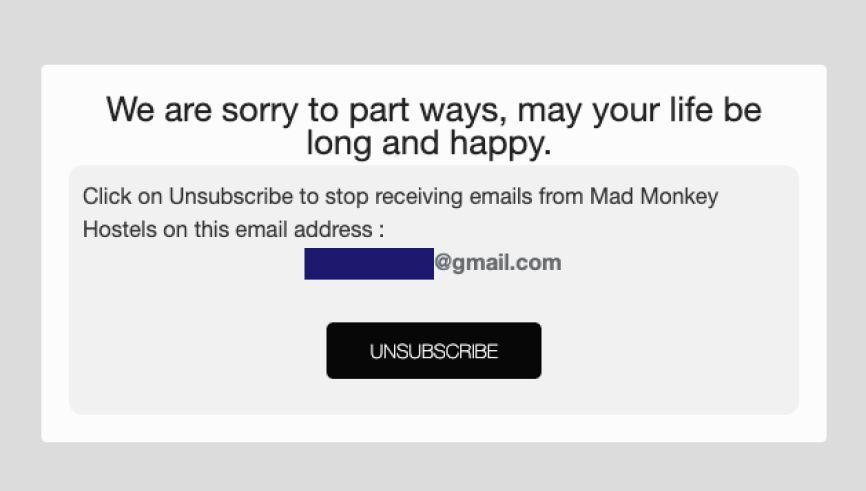 We are sorry to part ways, may your life be
long and happy.
Click on Unsubscribe to stop receiving emails from Mad Monkey
Hostels on this email address :
@gmail.com
UNSUBSCRIBE